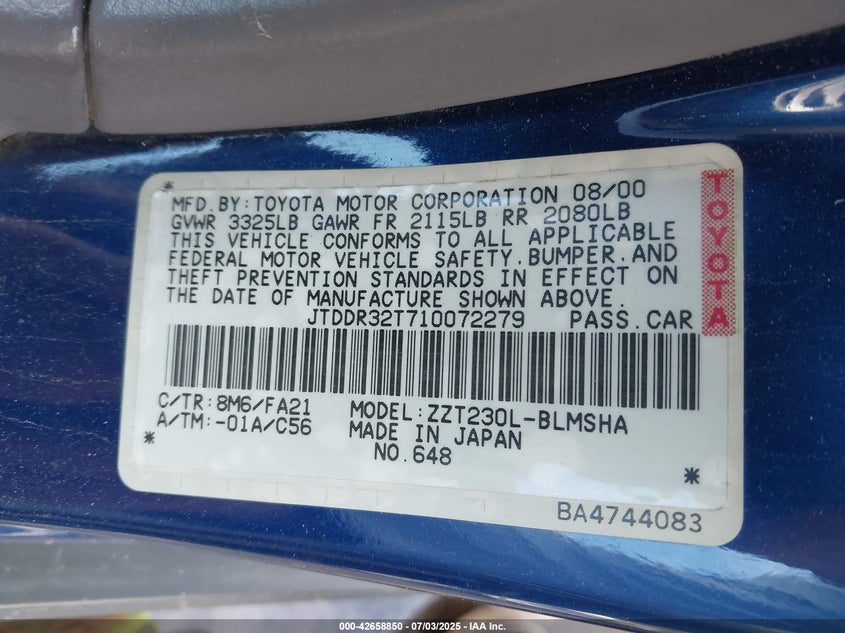 MFD.BY:TOYOTA MOTOR CORPORATION 08/00
GVWR 3325LB GAWR FR 2115LB RR 2080LB
THIS VEHICLE CONFORMS TO ALL APPLICABLE
FEDERAL MOTOR VEHICLE SAFETY.BUMPER.AND
THEFT PREVENTION STANDARDS IN EFFECT ON
THE DATE OF MANUFACTURE SHOWN ABOVE.
JTDDR32T710072279 PASS.CAR
TOYOTA
C/TR:8M6/FA21 MODEL:ZZT230L-BLMSHA
A/TM:-01A/C56 MADE IN JAPAN
NO.648
BA4744083
000-42658850 - 07/03/2025 - IAA Inc.